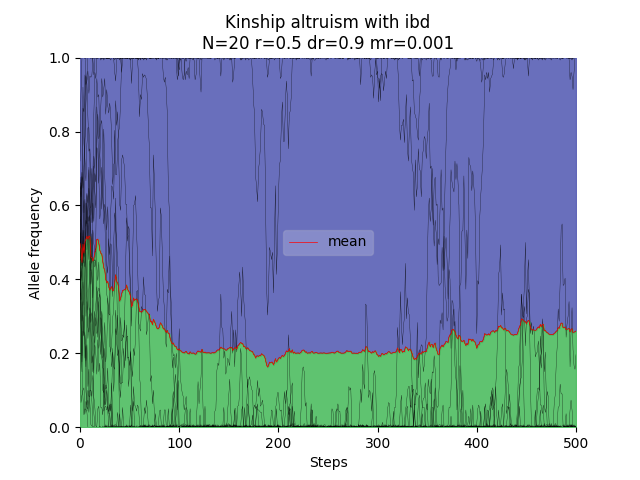 Kinship altruism with ibd
N=20 r=0.5 dr=0.9 mr=0.001
1.0
0.8
0.6
0.4
0.2
0.0
Allele frequency
mean
0 100 200 300 400 500
Steps